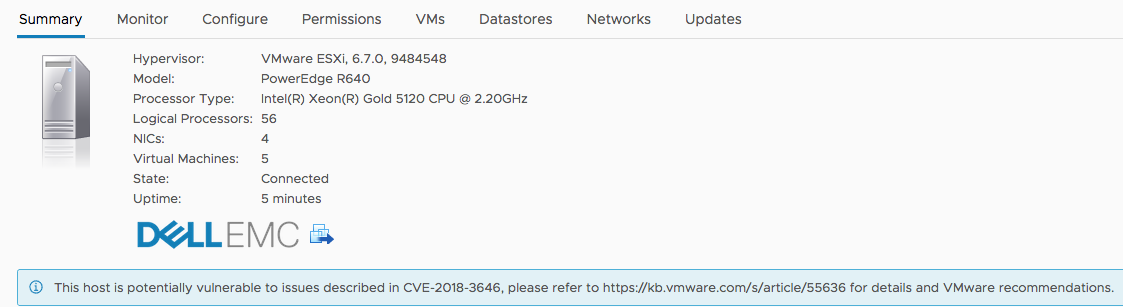 Summary Monitor Configure Permissions VMs Datastores Networks Updates
Hypervisor: VMware ESXi, 6.7.0, 9484548
Model: PowerEdge R640
Processor Type: Intel(R) Xeon(R) Gold 5120 CPU @ 2.20GHz
Logical Processors: 56
NICs: 4
Virtual Machines: 5
State: Connected
Uptime: 5 minutes
DELLEMC
This host is potentially vulnerable to issues described in CVE-2018-3646, please refer to https://kb.vmware.com/s/article/55636 for details and VMware recommendations.